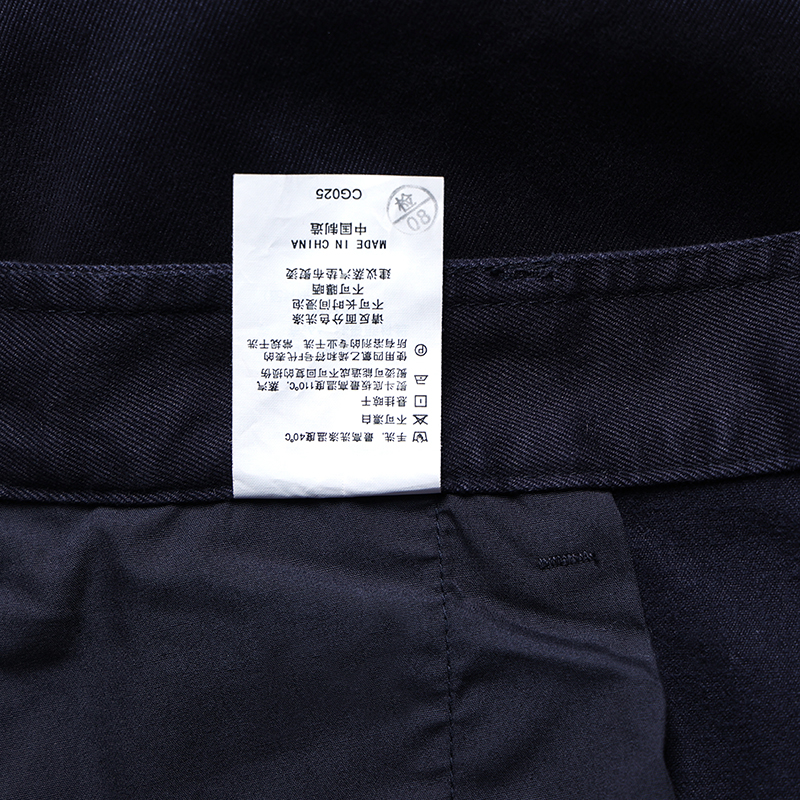 手洗，最高洗涤温度40℃
不可漂白
悬挂晾干
熨斗底板最高温度110℃，蒸汽
熨烫可能造成不可回复的损伤
使用四氯乙烯和符号F代表的
所有溶剂的专业干洗 常规干洗
P
请反面分色洗涤
不可长时间浸泡
不可曝晒
建议蒸汽垫布熨烫
MADE IN CHINA
中国制造
CG025
检
08